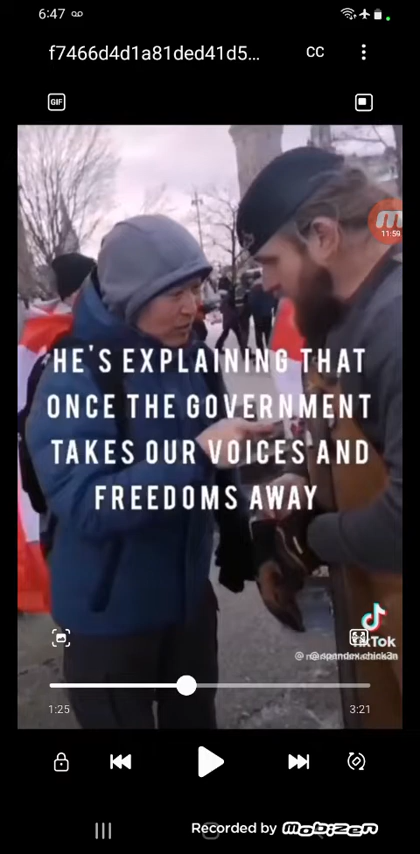 6:47
f7466d4d1a81ded41d5...
CC
GIF
11:59
HE'S EXPLAINING THAT
ONCE THE GOVERNMENT
TAKES OUR VOICES AND
FREEDOMS AWAY
TikTok
1:25
3:21
Recorded by Mobizen